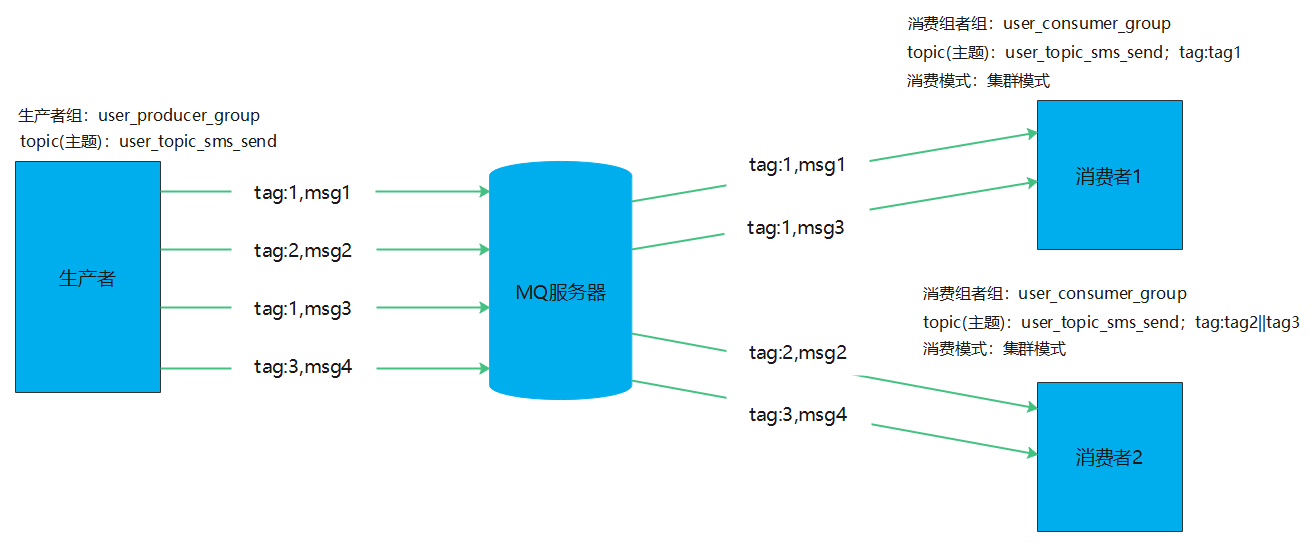 生产者组：user_producer_group
topic(主题)：user_topic_sms_send
生产者
tag:1,msg1
tag:2,msg2
tag:1,msg3
tag:3,msg4
MQ服务器
tag:1,msg1
tag:1,msg3
tag:2,msg2
tag:3,msg4
消费组者组：user_consumer_group
topic(主题)：user_topic_sms_send；tag:tag1
消费模式：集群模式
消费者1
消费组者组：user_consumer_group
topic(主题)：user_topic_sms_send；tag:tag2||tag3
消费模式：集群模式
消费者2